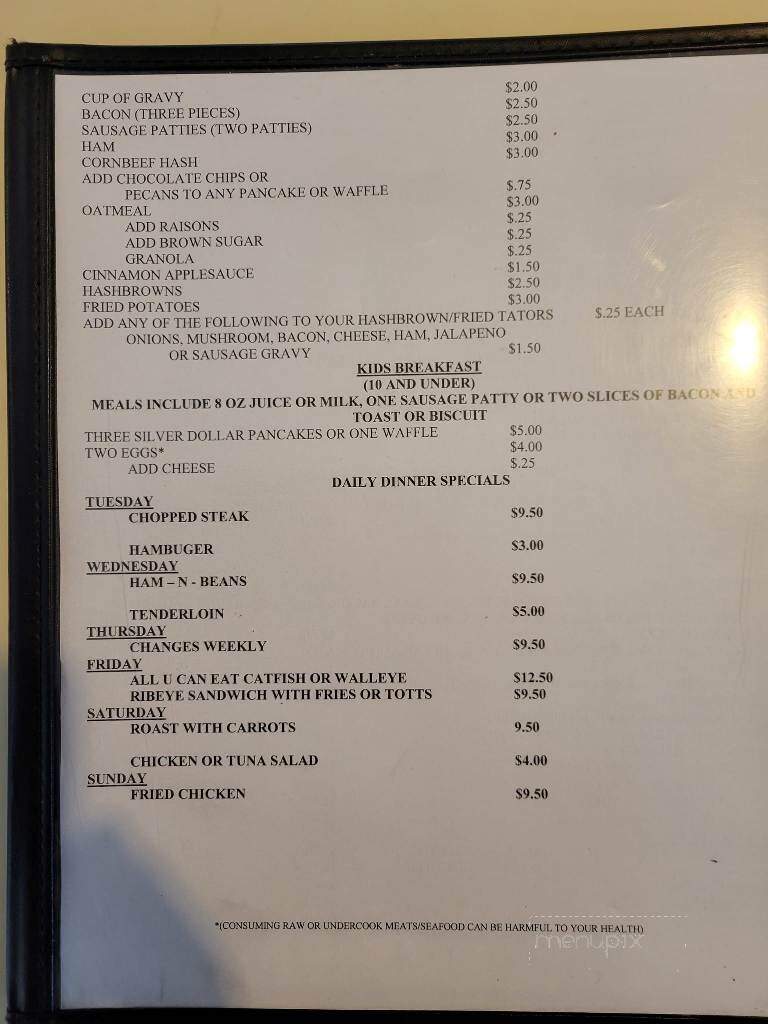 CUP OF GRAVY $2.00
BACON (THREE PIECES) $2.50
SAUSAGE PATTIES (TWO PATTIES) $2.50
HAM $3.00
CORNBEEF HASH $3.00
ADD CHOCOLATE CHIPS OR
PECANS TO ANY PANCAKE OR WAFFLE $.75
OATMEAL $3.00
ADD RAISONS $.25
ADD BROWN SUGAR $.25
GRANOLA $.25
CINNAMON APPLESAUCE $1.50
HASHBROWNS $2.50
FRIED POTATOES $3.00
ADD ANY OF THE FOLLOWING TO YOUR HASHBROWN/FRIED TATORS $.25 EACH
ONIONS, MUSHROOM, BACON, CHEESE, HAM, JALAPENO
OR SAUSAGE GRAVY $1.50
KIDS BREAKFAST
(10 AND UNDER)
MEALS INCLUDE 8 OZ JUICE OR MILK, ONE SAUSAGE PATTY OR TWO SLICES OF BACON AND
TOAST OR BISCUIT
THREE SILVER DOLLAR PANCAKES OR ONE WAFFLE $5.00
TWO EGGS* $4.00
ADD CHEESE $.25
DAILY DINNER SPECIALS
TUESDAY
CHOPPED STEAK $9.50
HAMBUGER $3.00
WEDNESDAY
HAM – N - BEANS $9.50
TENDERLOIN $5.00
THURSDAY
CHANGES WEEKLY $9.50
FRIDAY
ALL U CAN EAT CATFISH OR WALLEYE $12.50
RIBEYE SANDWICH WITH FRIES OR TOTTS $9.50
SATURDAY
ROAST WITH CARROTS 9.50
CHICKEN OR TUNA SALAD $4.00
SUNDAY
FRIED CHICKEN $9.50
*(CONSUMING RAW OR UNDERCOOK MEATS/SEAFOOD CAN BE HARMFUL TO YOUR HEALTH)
menupix